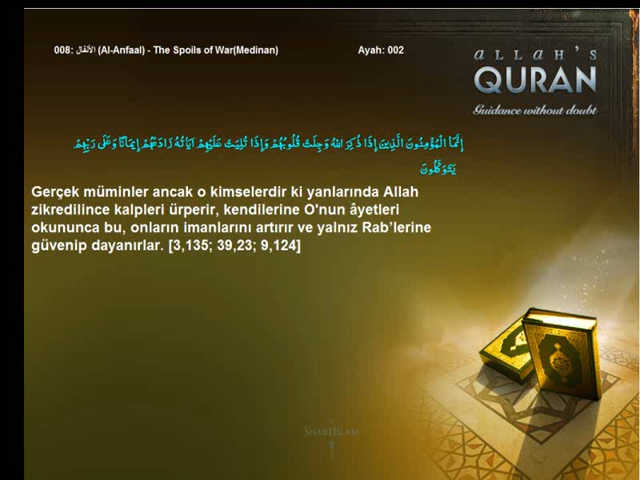 008: الأنفال (Al-Anfaal) - The Spoils of War(Medinan) Ayah: 002
ALLAH'S
QURAN
Guidance without doubt
إِنَّمَا الْمُؤْمِنُونَ الَّذِينَ إِذَا ذُكِرَ اللَّهُ وَجِلَتْ قُلُوبُهُمْ وَإِذَا تُلِيَتْ عَلَيْهِمْ آيَاتُهُ زَادَتْهُمْ إِيمَانًا وَعَلَى رَبِّهِمْ
يَتَوَكَّلُونَ
Gerçek müminler ancak o kimselerdir ki yanlarında Allah
zikredilince kalpleri ürperir, kendilerine O'nun âyetleri
okununca bu, onların imanlarını artırır ve yalnız Rab’lerine
güvenip dayanırlar. [3,135; 39,23; 9,124]
SHAREISLAM